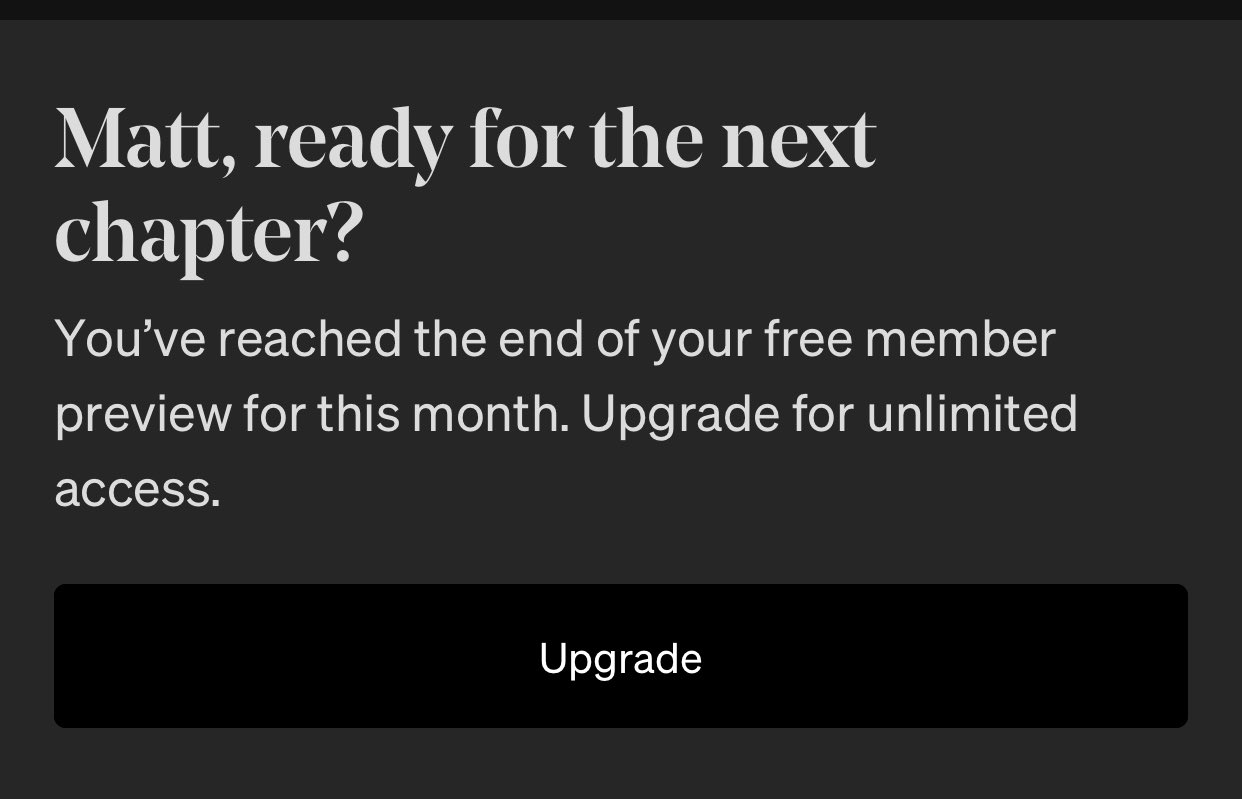 Matt, ready for the next
chapter?
You’ve reached the end of your free member
preview for this month. Upgrade for unlimited
access.
Upgrade